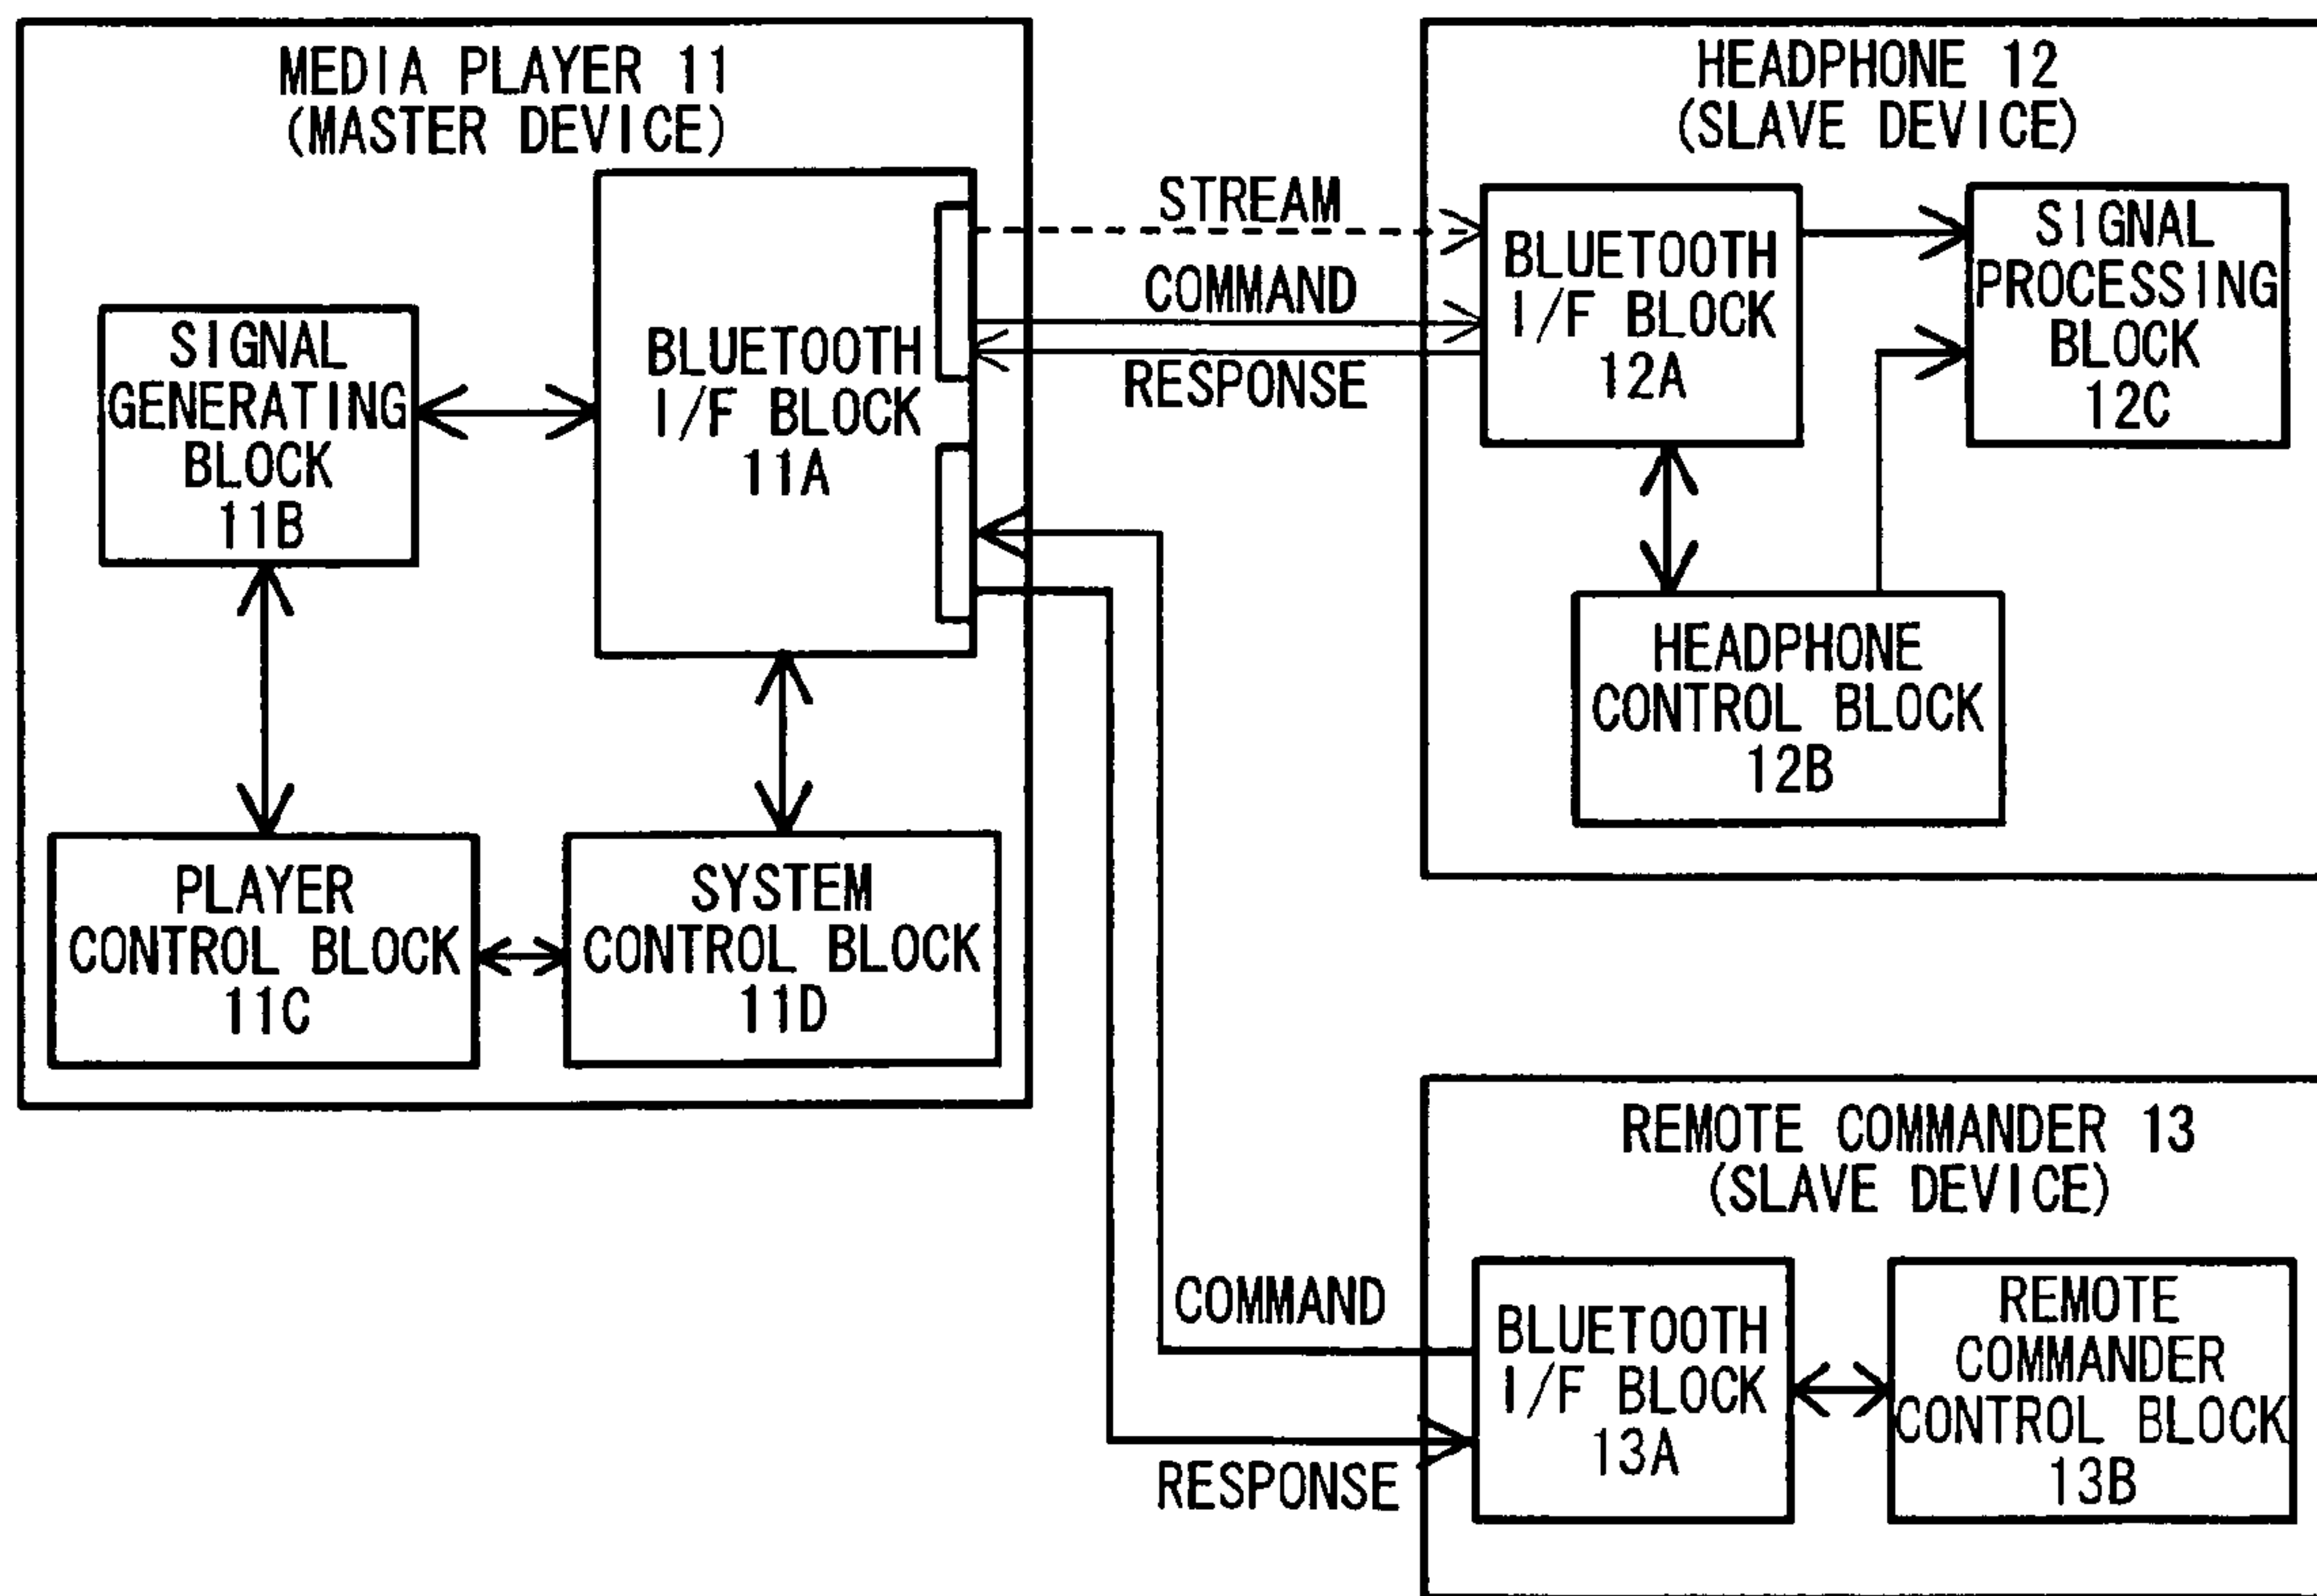 MEDIA PLAYER 11
(MASTER DEVICE)
BLUETOOTH
I/F BLOCK
11A
SIGNAL
GENERATING
BLOCK
11B
PLAYER
CONTROL BLOCK
11C
SYSTEM
CONTROL BLOCK
11D
STREAM
COMMAND
RESPONSE
HEADPHONE 12
(SLAVE DEVICE)
BLUETOOTH
I/F BLOCK
12A
SIGNAL
PROCESSING
BLOCK
12C
HEADPHONE
CONTROL BLOCK
12B
COMMAND
RESPONSE
REMOTE COMMANDER 13
(SLAVE DEVICE)
BLUETOOTH
I/F BLOCK
13A
REMOTE
COMMANDER
CONTROL BLOCK
13B